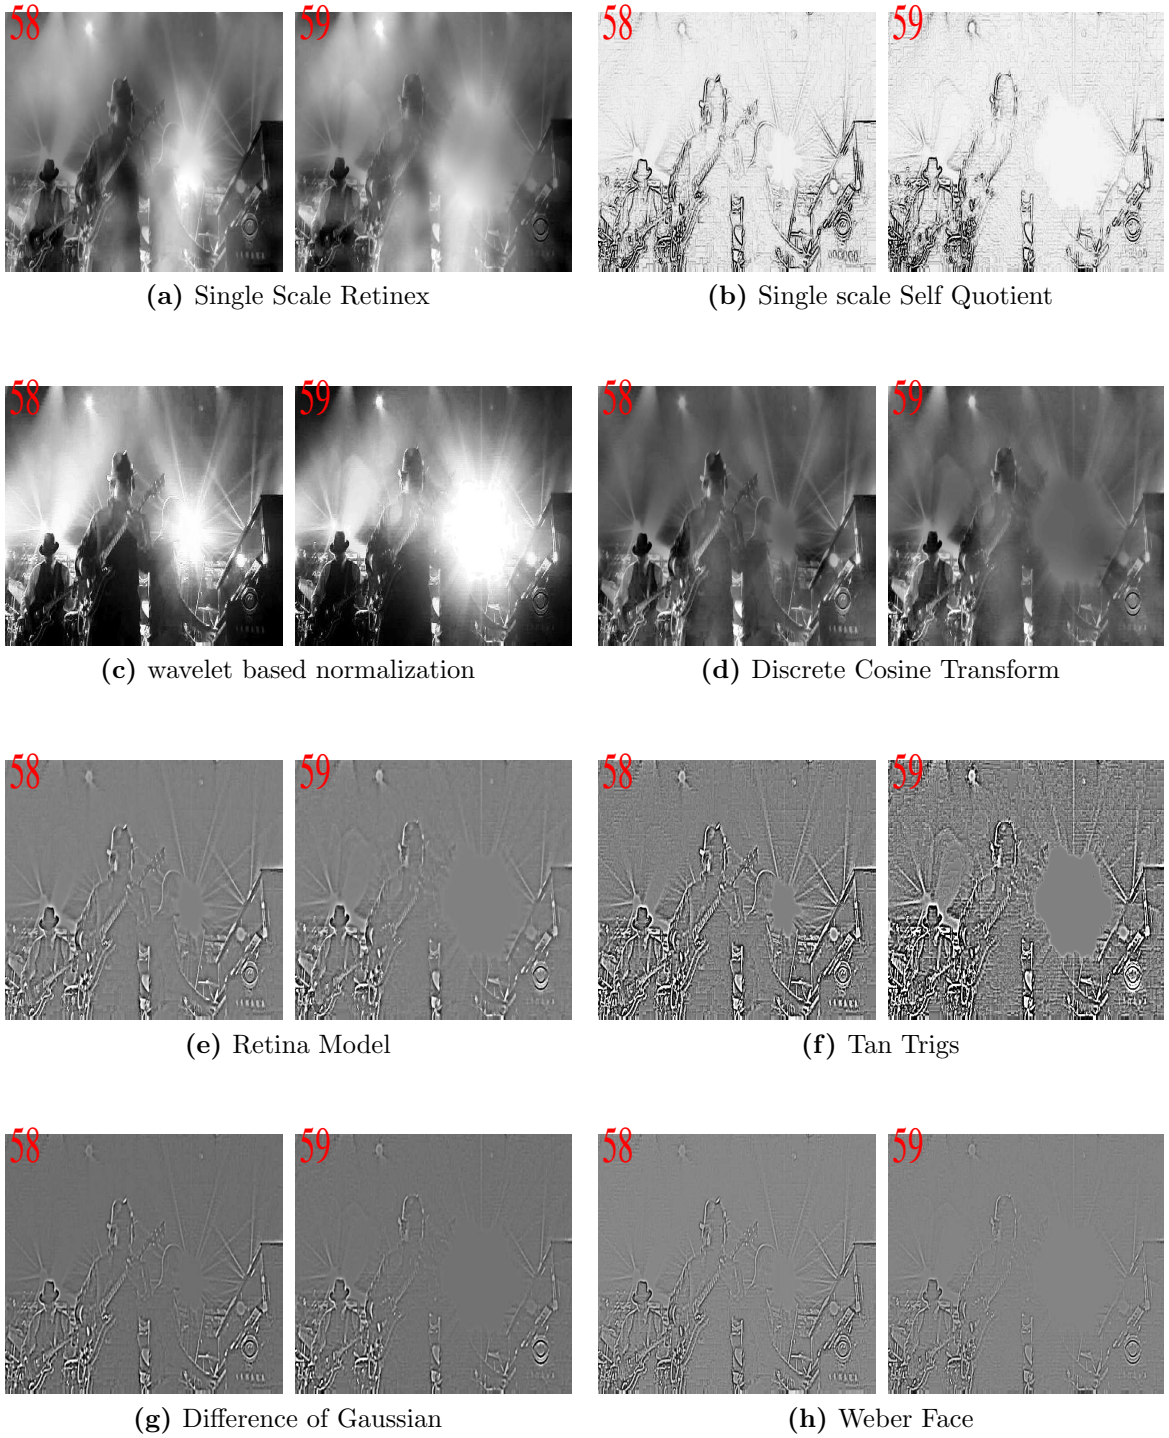 58 59 58 59
(a) Single Scale Retinex (b) Single scale Self Quotient
58 59 58 59
(c) wavelet based normalization (d) Discrete Cosine Transform
58 59 58 59
(e) Retina Model (f) Tan Trigs
58 59 58 59
(g) Difference of Gaussian (h) Weber Face